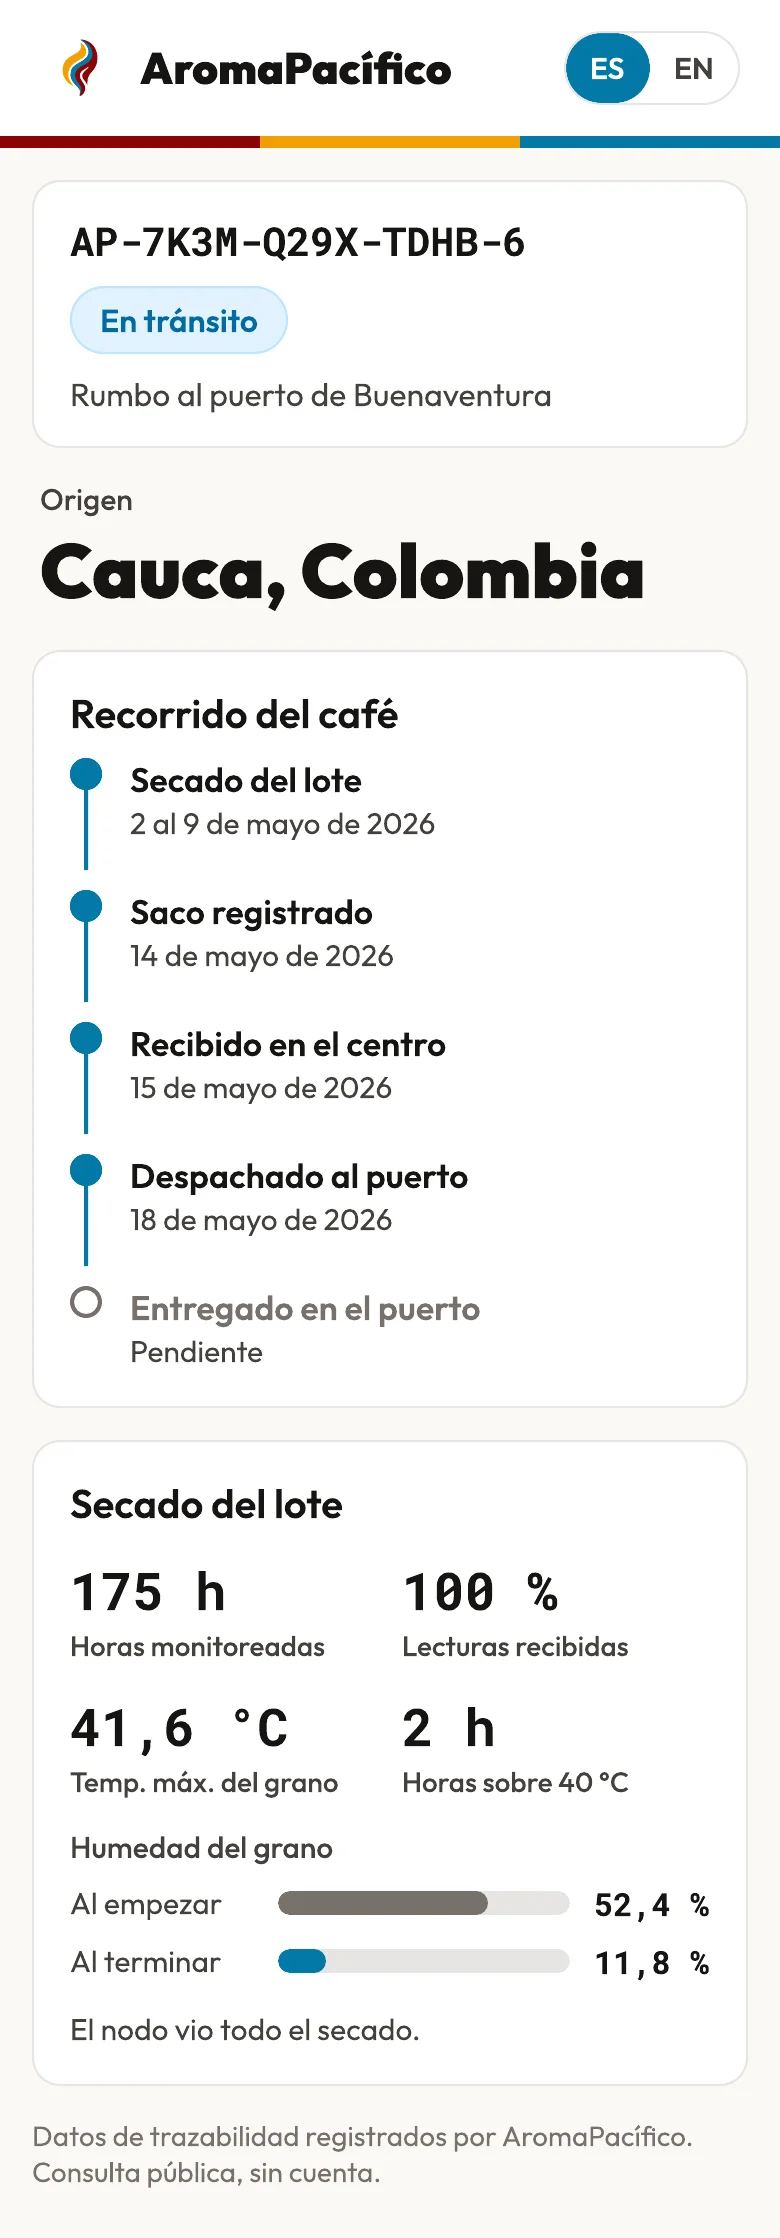 AromaPacífico
ES EN
AP-7K3M-Q29X-TDHB-6
En tránsito
Rumbo al puerto de Buenaventura
Origen
Cauca, Colombia
Recorrido del café
Secado del lote
2 al 9 de mayo de 2026
Saco registrado
14 de mayo de 2026
Recibido en el centro
15 de mayo de 2026
Despachado al puerto
18 de mayo de 2026
Entregado en el puerto
Pendiente
Secado del lote
175 h 100 %
Horas monitoreadas Lecturas recibidas
41,6 °C 2 h
Temp. máx. del grano Horas sobre 40 °C
Humedad del grano
Al empezar 52,4 %
Al terminar 11,8 %
El nodo vio todo el secado.
Datos de trazabilidad registrados por AromaPacífico.
Consulta pública, sin cuenta.